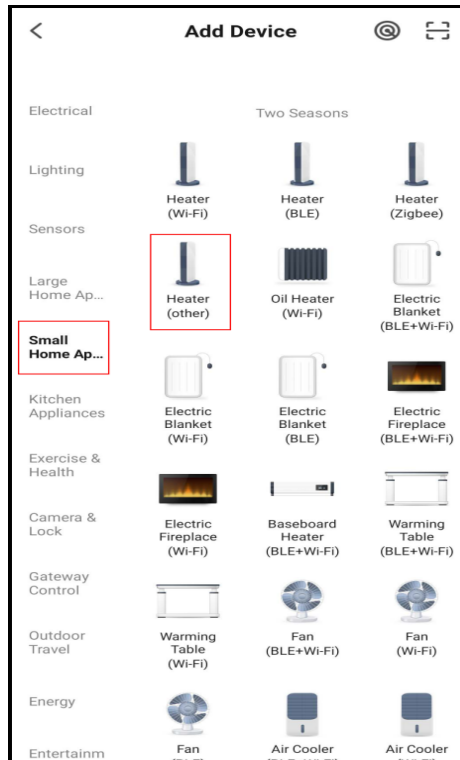 Add Device
Electrical
Lighting
Sensors
Large
Home Ap...
Small
Home Ap...
Kitchen
Appliances
Exercise &
Health
Camera &
Lock
Gateway
Control
Outdoor
Travel
Energy
Entertainm
Two Seasons
Heater
(Wi-Fi)
Heater
(BLE)
Heater
(Zigbee)
Heater
(other)
Oil Heater
(Wi-Fi)
Electric
Blanket
(BLE+Wi-Fi)
Electric
Blanket
(Wi-Fi)
Electric
Blanket
(BLE)
Electric
Fireplace
(BLE+Wi-Fi)
Electric
Fireplace
(Wi-Fi)
Baseboard
Heater
(BLE+Wi-Fi)
Warming
Table
(BLE+Wi-Fi)
Warming
Table
(Wi-Fi)
Fan
(BLE+Wi-Fi)
Fan
(Wi-Fi)
Fan
Air Cooler
Air Cooler